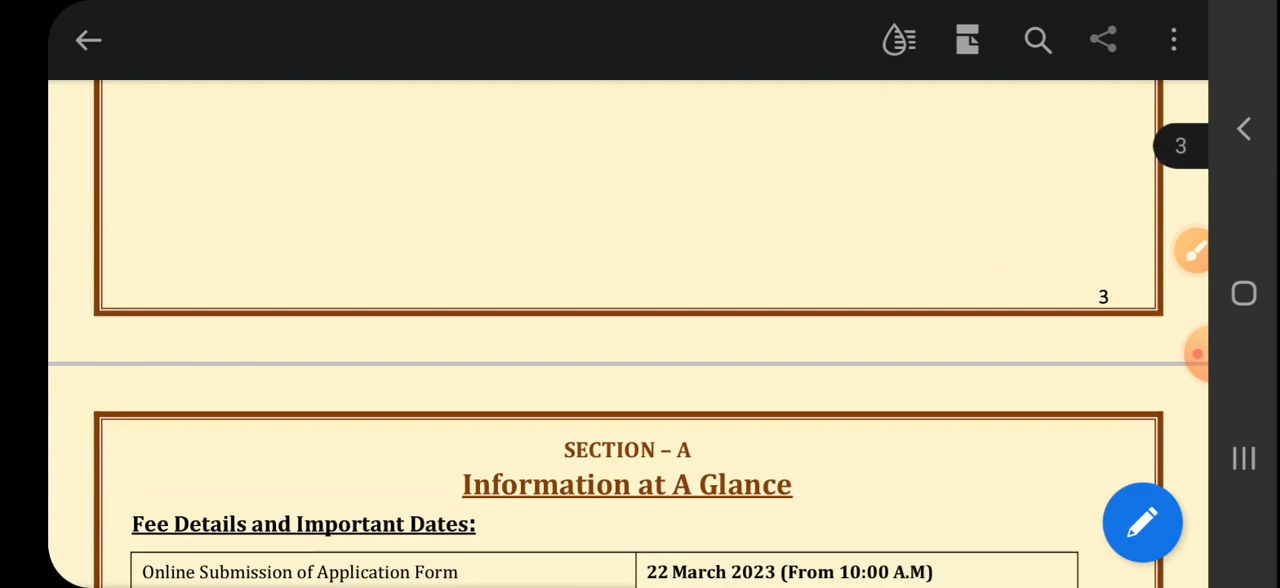 3
3
SECTION – A
Information at A Glance
Fee Details and Important Dates:
Online Submission of Application Form
22 March 2023 (From 10:00 A.M)